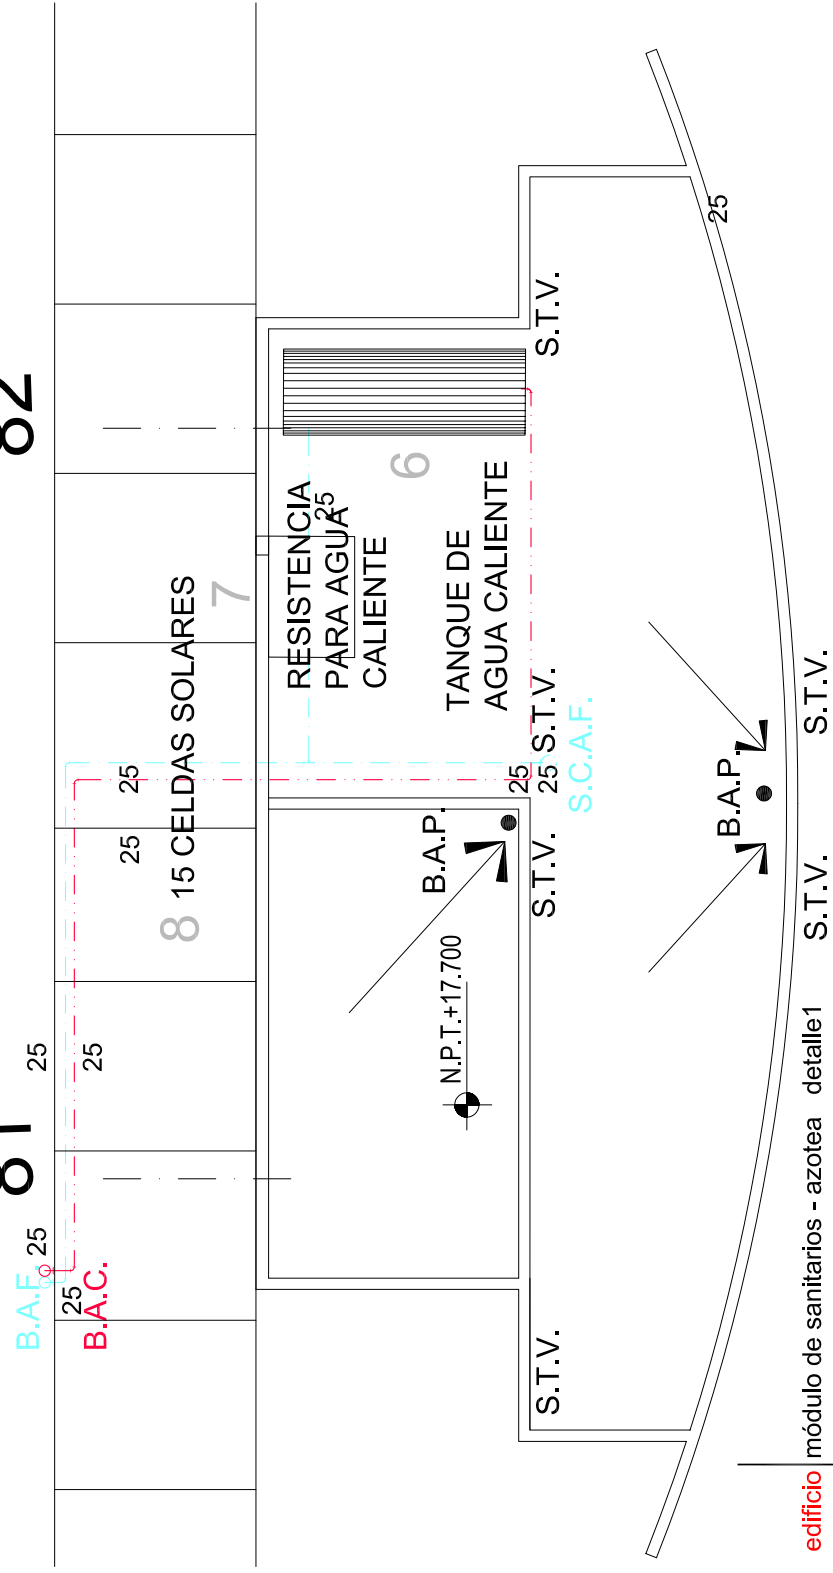 81
82
B.A.F.
B.A.C.
25
25
25
25
25
25
8
15 CELDAS SOLARES
7
RESISTENCIA
PARA AGUA
CALIENTE
25
6
TANQUE DE
AGUA CALIENTE
N.P.T.+17.700
B.A.P.
25
25
S.T.V.
S.T.V.
S.T.V.
S.T.V.
S.C.A.F.
25
B.A.P.
S.T.V.
S.T.V.
edificio módulo de sanitarios - azotea detalle1